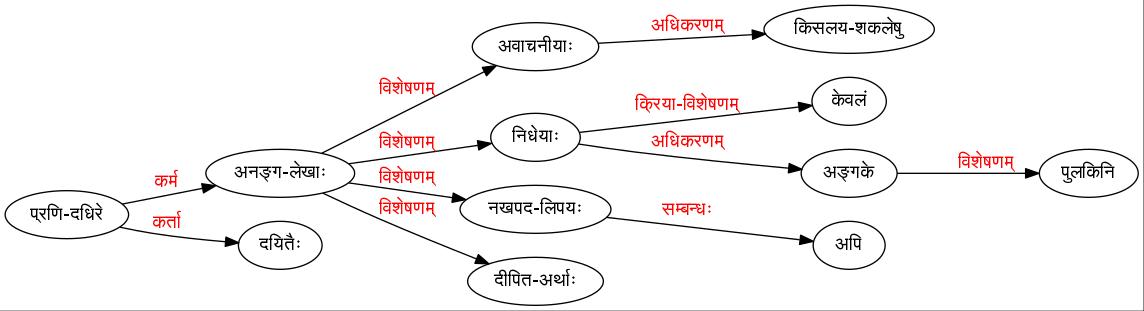 किसलय-शकलेषु
अधिकरणम्
अवाचनीयाः
विशेषणम्
केवलं
क्रिया-विशेषणम्
निधेयाः
विशेषणम्
अधिकरणम्
विशेषणम्
अनङ्ग-लेखाः
अङ्गके
पुलकिनि
कर्म
विशेषणम्
नखपद-लिपयः
विशेषणम्
सम्बन्धः
प्रणि-दधिरे
कर्ता
दयितैः
अपि
दीपित-अर्थाः